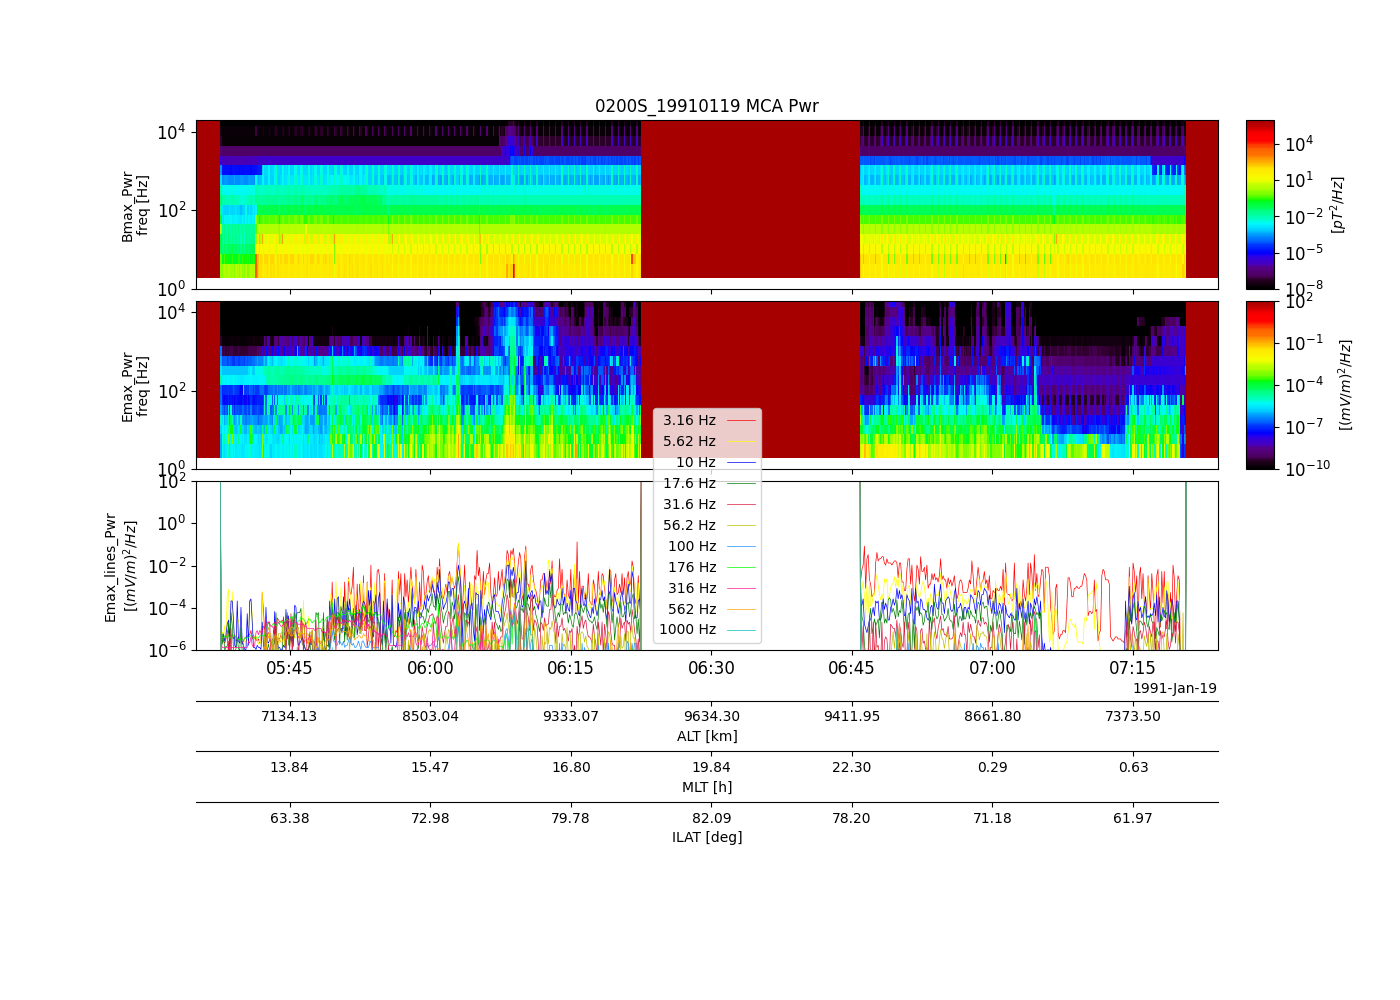 0200S_19910119 MCA Pwr
Bmax_Pwr
freq [Hz]
10^4
10^2
10^0
10^4
10^1
10^-2
10^-5
10^-8
[pT^2/Hz]
Emax_Pwr
freq [Hz]
10^4
10^2
10^0
10^2
10^-1
10^-4
10^-7
10^-10
[(mV/m)^2/Hz]
Emax_lines_Pwr
[(mV/m)^2/Hz]
10^2
10^0
10^-2
10^-4
10^-6
3.16 Hz
5.62 Hz
10 Hz
17.6 Hz
31.6 Hz
56.2 Hz
100 Hz
176 Hz
316 Hz
562 Hz
1000 Hz
05:45 06:00 06:15 06:30 06:45 07:00 07:15
1991-Jan-19
7134.13 8503.04 9333.07 9634.30 9411.95 8661.80 7373.50
ALT [km]
13.84 15.47 16.80 19.84 22.30 0.29 0.63
MLT [h]
63.38 72.98 79.78 82.09 78.20 71.18 61.97
ILAT [deg]